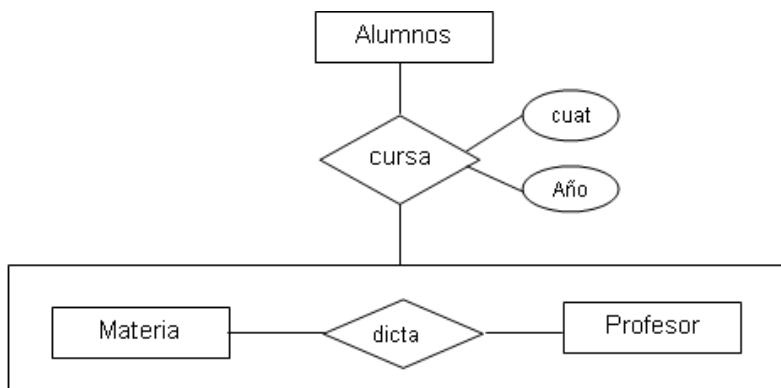 Alumnos
cuat
cursa
Año
Materia
dicta
Profesor